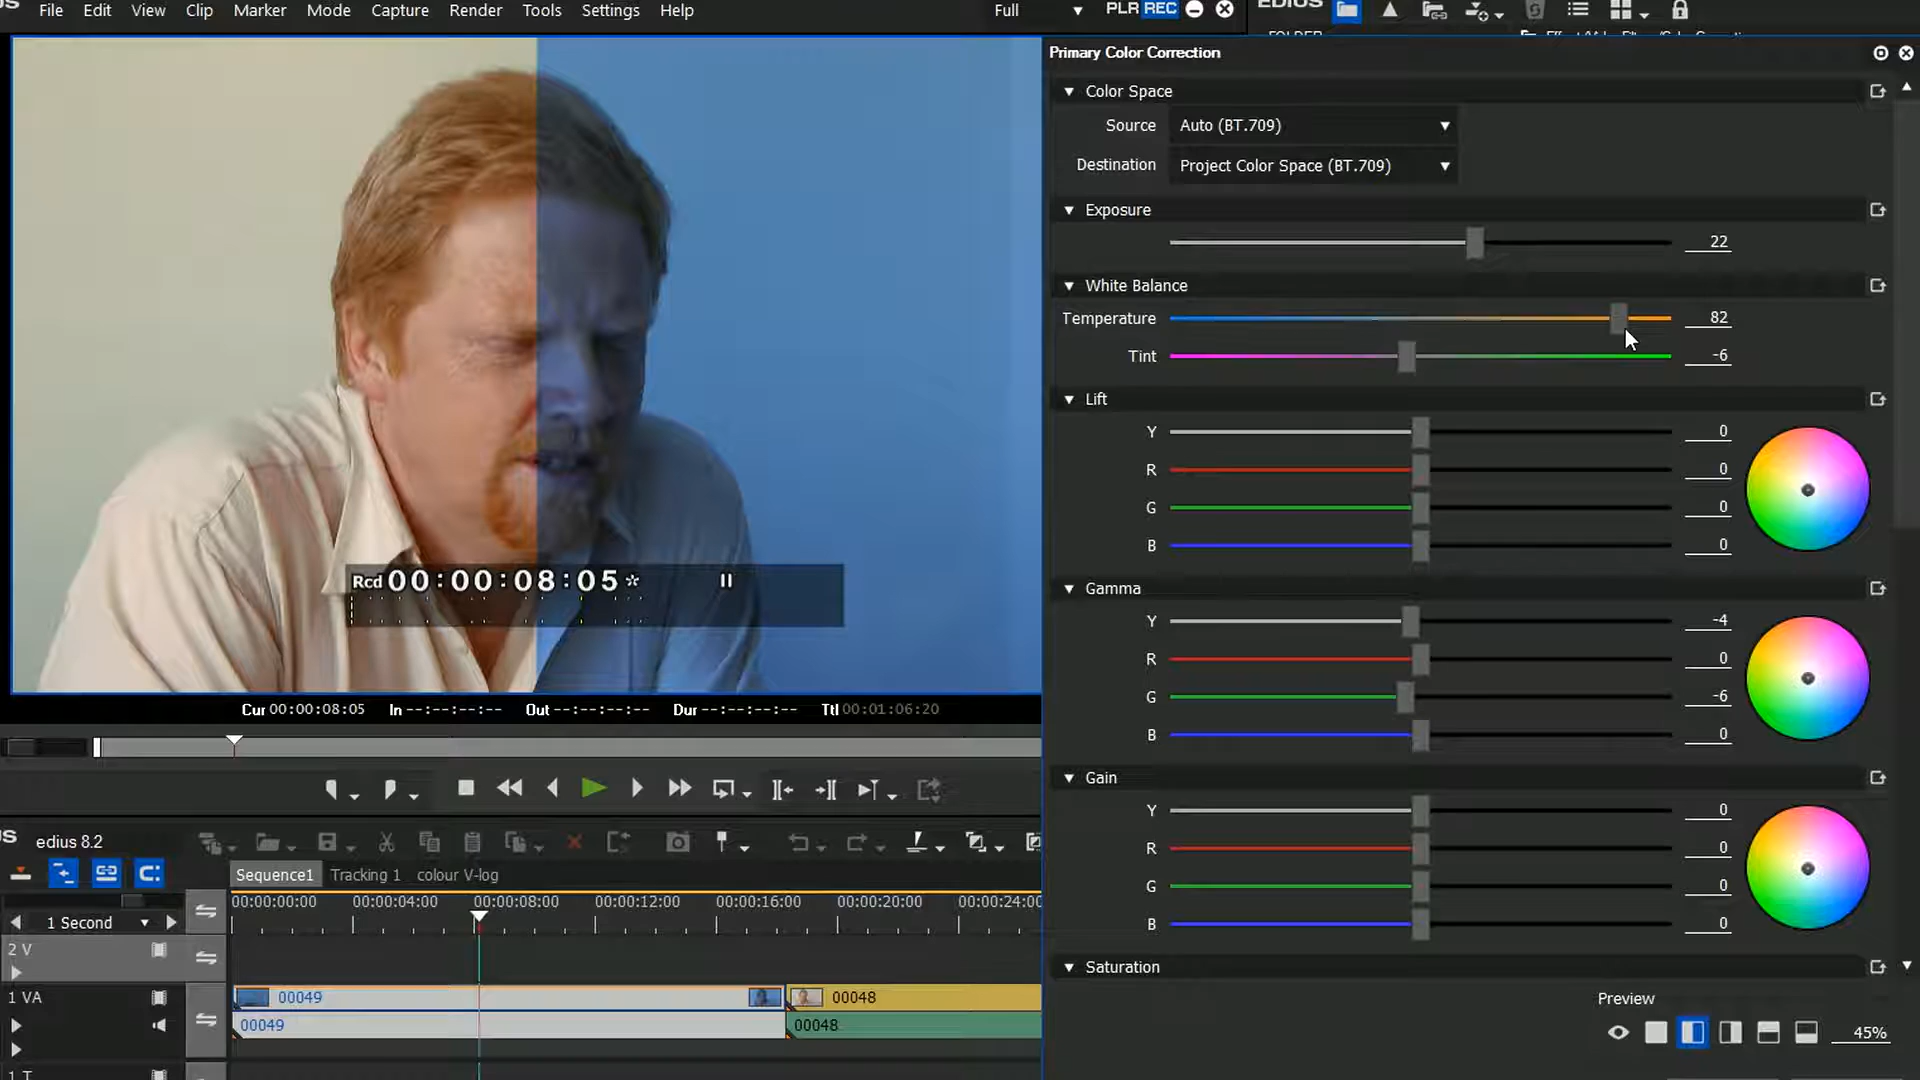 File Edit View Clip Marker Mode Capture Render Tools Settings Help Full PLR REC EDIUS
Primary Color Correction
Color Space
Source Auto (BT.709)
Destination Project Color Space (BT.709)
Exposure
22
White Balance
Temperature 82
Tint -6
Lift
Y 0
R 0
G 0
B 0
Gamma
Y -4
R 0
G -6
B 0
Gain
Y 0
R 0
G 0
B 0
Saturation
Preview
45%
Rcd 00:00:08:05 *
Cur 00:00:08:05 In --:--:--:-- Out --:--:--:-- Dur --:--:--:-- Ttl 00:01:06:20
edius 8.2
Sequence1 Tracking 1 colour V-log
00:00:00:00 00:00:04:00 00:00:08:00 00:00:12:00 00:00:16:00 00:00:20:00 00:00:24:00
1 Second
2 V
1 VA
00049 00048
00049 00048
1 T